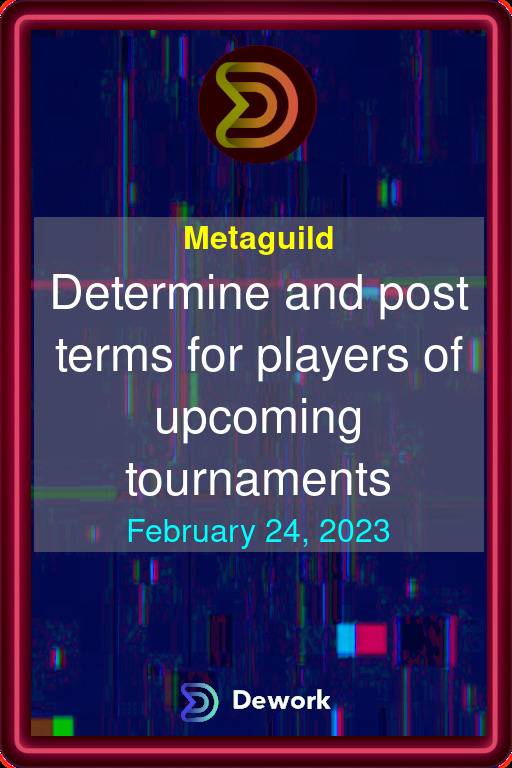 Metaguild
Determine and post
terms for players of
upcoming
tournaments
February 24, 2023
Dework